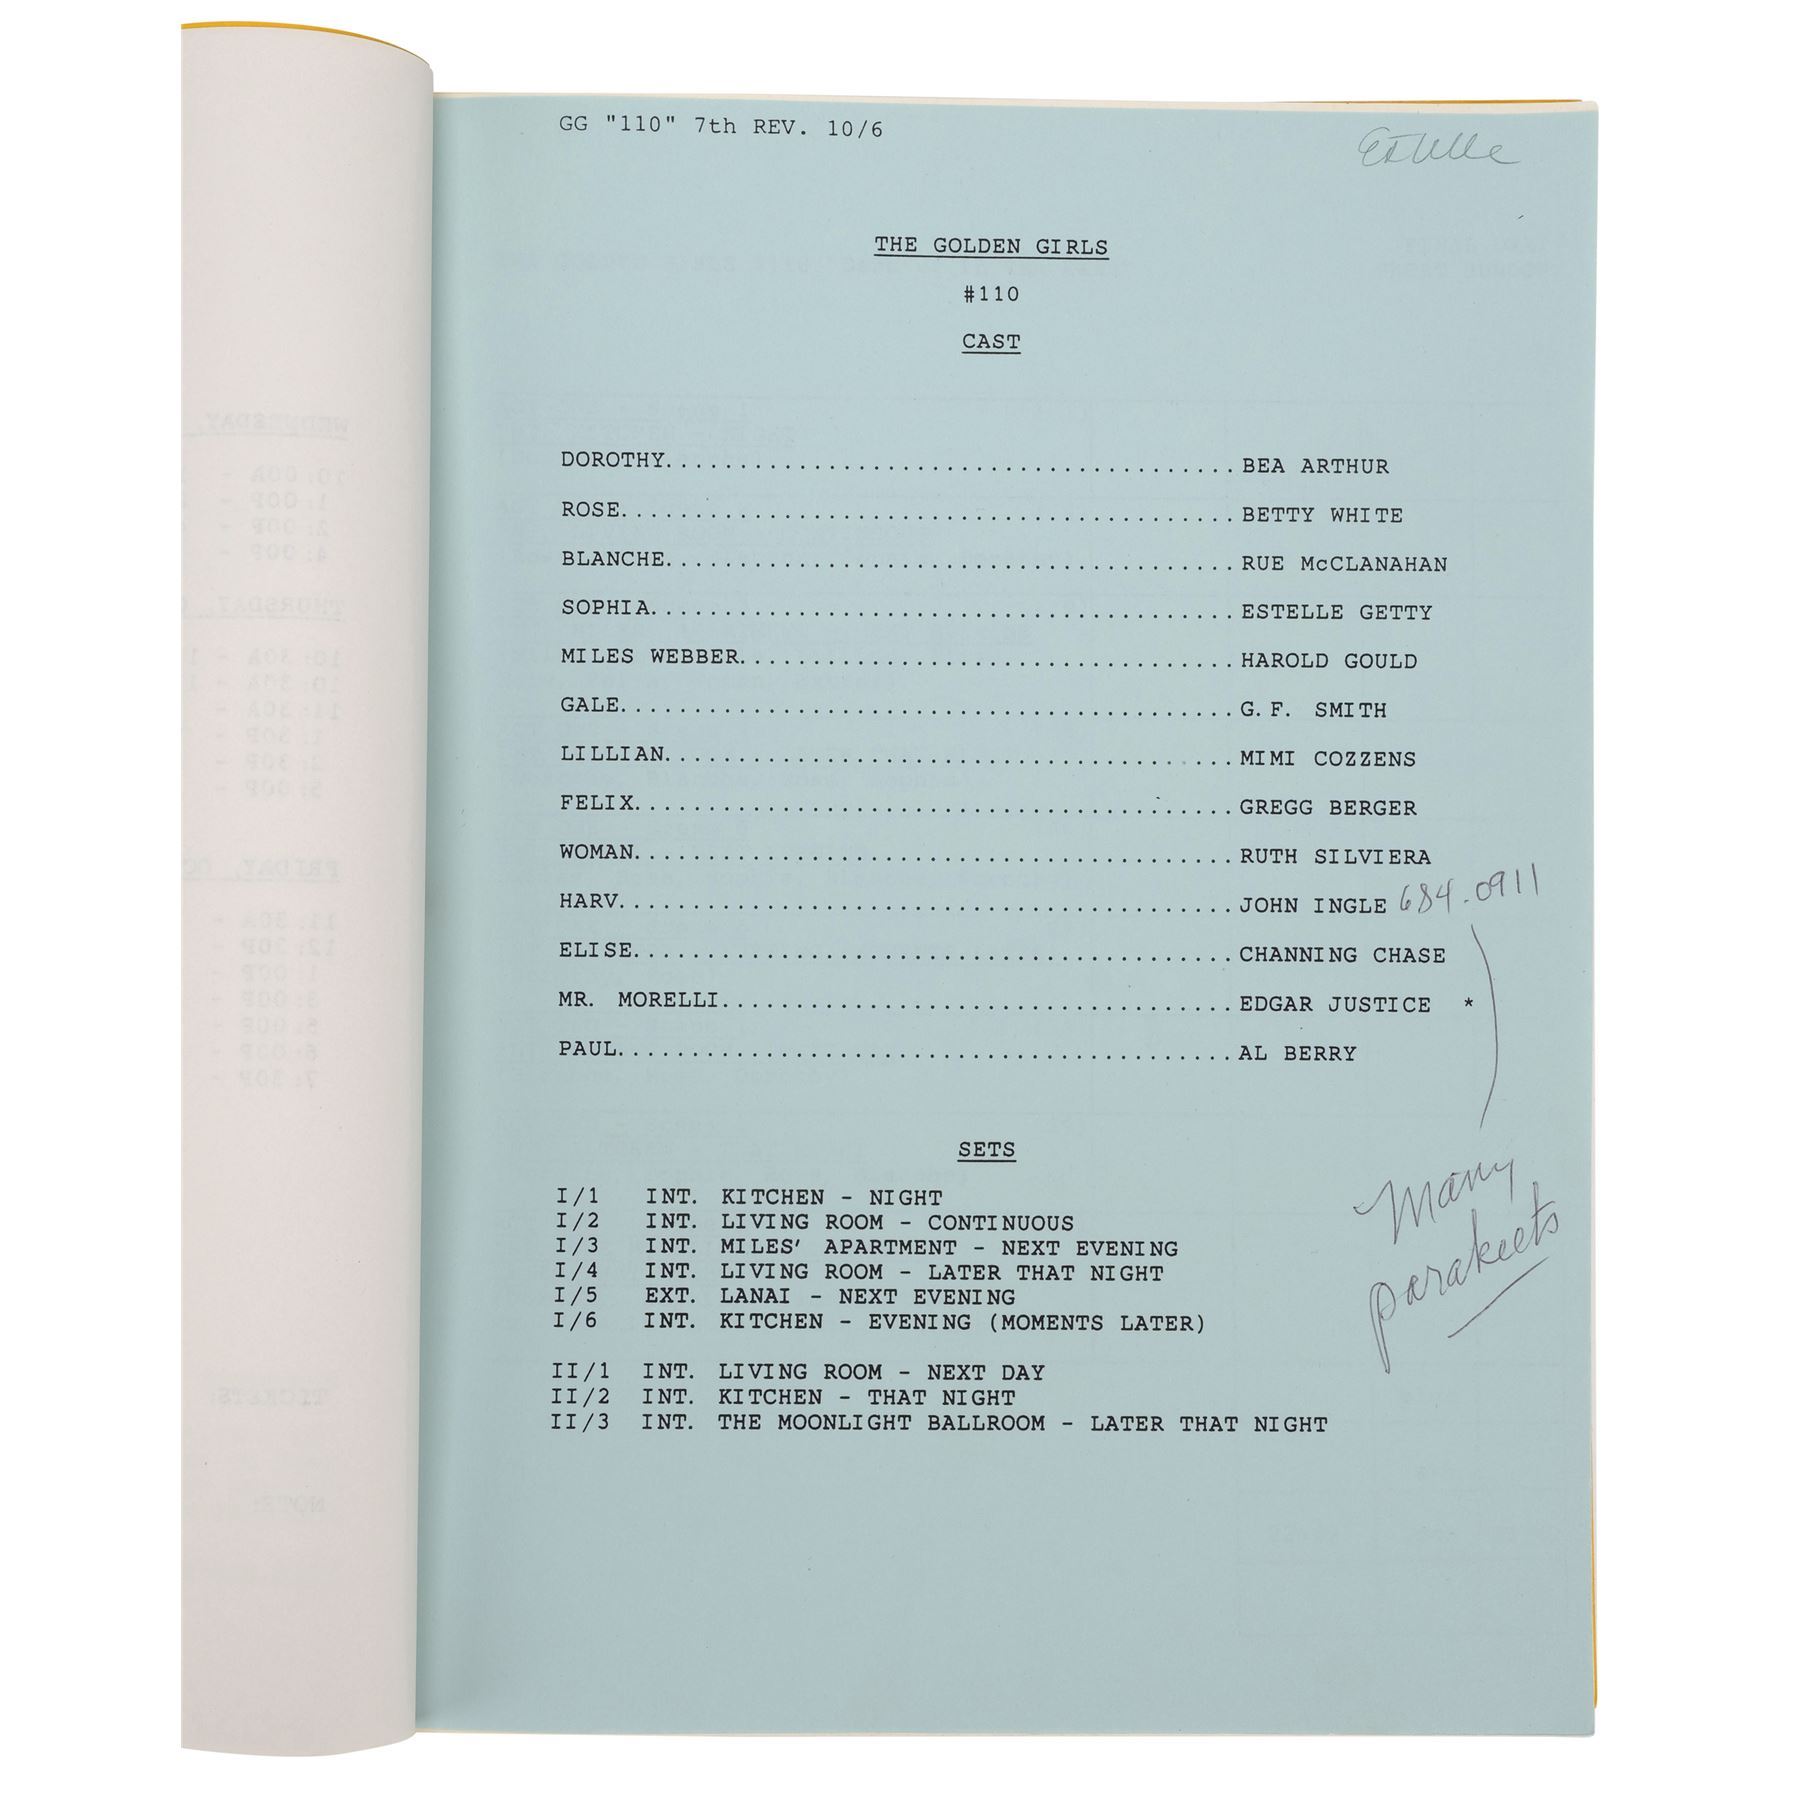 GG "110" 7th REV. 10/6
Estelle
THE GOLDEN GIRLS
#110
CAST
DOROTHY.......................................BEA ARTHUR
ROSE..........................................BETTY WHITE
BLANCHE.......................................RUE McCLANAHAN
SOPHIA........................................ESTELLE GETTY
MILES WEBBER..................................HAROLD GOULD
GALE..........................................G.F. SMITH
LILLIAN.......................................MIMI COZZENS
FELIX.........................................GREGG BERGER
WOMAN.........................................RUTH SILVIERA
HARV..........................................JOHN INGLE 684.0911
ELISE.........................................CHANNING CHASE
MR. MORELLI...................................EDGAR JUSTICE *
PAUL..........................................AL BERRY
SETS
I/1 INT. KITCHEN - NIGHT
I/2 INT. LIVING ROOM - CONTINUOUS
I/3 INT. MILES' APARTMENT - NEXT EVENING
I/4 INT. LIVING ROOM - LATER THAT NIGHT
I/5 EXT. LANAI - NEXT EVENING
I/6 INT. KITCHEN - EVENING (MOMENTS LATER)
II/1 INT. LIVING ROOM - NEXT DAY
II/2 INT. KITCHEN - THAT NIGHT
II/3 INT. THE MOONLIGHT BALLROOM - LATER THAT NIGHT
Many
parakeets